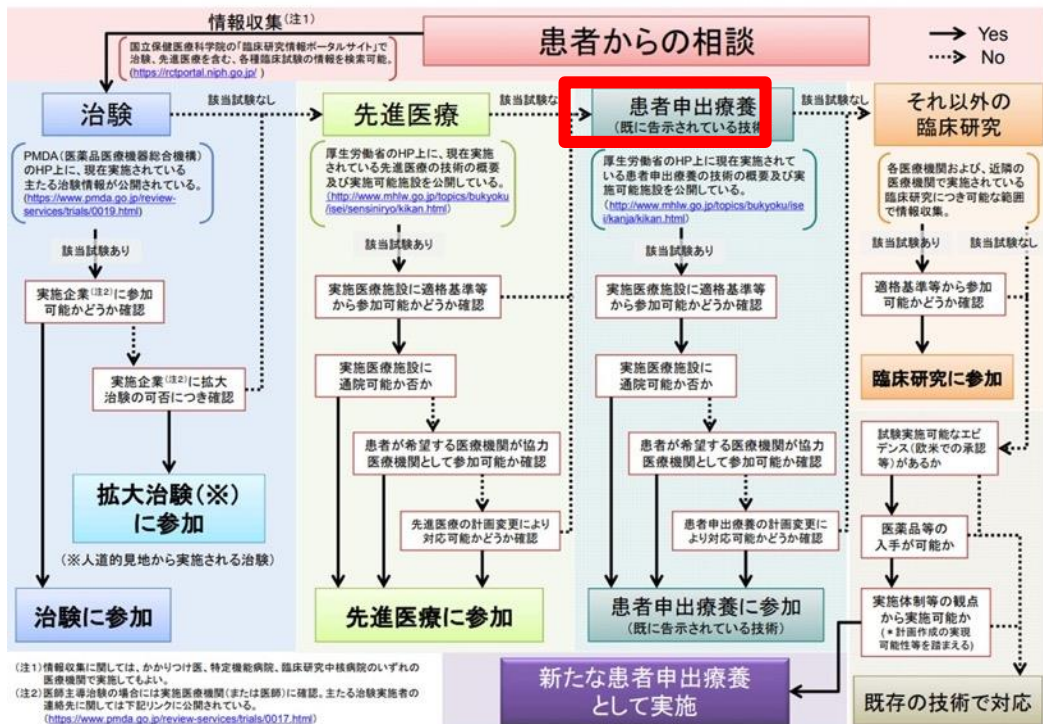 情報収集(注1)
患者からの相談
国立保健医療科学院の「臨床研究情報ポータルサイト」で
治験、先進医療を含む、各種臨床試験の情報を検索可能。
(https://rctportal.niph.go.jp/ )
Yes
No
治験
該当試験なし
先進医療
該当試験なし
患者申出療養
(既に告示されている技術
該当試験なし
それ以外の
臨床研究
PMDA(医薬品医療機器総合機構)
のHP上に、現在実施されている
主たる治験情報が公開されている。
(https://www.pmda.go.jp/review-
services/trials/0019.html)
厚生労働省のHP上に、現在実施
されている先進医療の技術の概要
及び実施可能施設を公開している。
(http://www.mhlw.go.jp/topics/bukyoku
/isei/sensiniryo/kikan.html)
厚生労働省のHP上に現在実施されて
いる患者申出療養の技術の概要及び実
施可能施設を公開している。
(http://www.mhlw.go.jp/topics/bukyoku/ise
i/kanja/kikan.html)
各医療機関および、近隣の
医療機関で実施されている
臨床研究につき可能な範囲
で情報収集。
該当試験あり
該当試験あり
該当試験あり
該当試験あり
該当試験なし
実施企業(注2)に参加
可能かどうか確認
実施医療施設に適格基準等
から参加可能かどうか確認
実施医療施設に適格基準等
から参加可能かどうか確認
適格基準等から参加
可能かどうか確認
実施企業(注2)に拡大
治験の可否につき確認
実施医療施設に
通院可能か否か
実施医療施設に
通院可能か否か
臨床研究に参加
患者が希望する医療機関が協力
医療機関として参加可能か確認
患者が希望する医療機関が協力
医療機関として参加可能か確認
試験実施可能なエビ
デンス(欧米での承認
等)があるか
拡大治験(※)
に参加
(※人道的見地から実施される治験)
先進医療の計画変更により
対応可能かどうか確認
患者申出療養の計画変更に
より対応可能かどうか確認
医薬品等の
入手が可能か
治験に参加
先進医療に参加
患者申出療養に参加
(既に告示されている技術)
実施体制等の観点
から実施可能か
(*計画作成の実現
可能性等を踏まえる)
(注1)情報収集に関しては、かかりつけ医、特定機能病院、臨床研究中核病院のいずれの
医療機関で実施してもよい。
(注2)医師主導治験の場合には実施医療機関(または医師)に確認。主たる治験実施者の
連絡先に関しては下記リンクに公開されている。
(https://www.pmda.go.jp/review-services/trials/0017.html)
新たな患者申出療養
として実施
既存の技術で対応